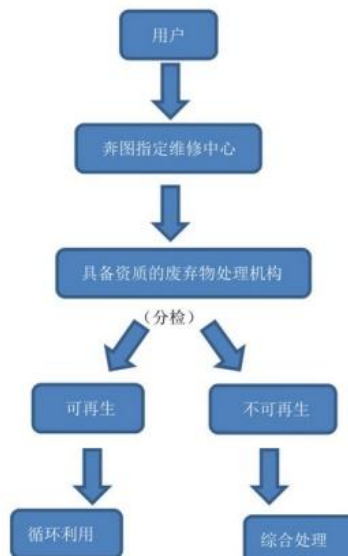 用户
奔图指定维修中心
具备资质的废弃物处理机构
（分检）
可再生
不可再生
循环利用
综合处理